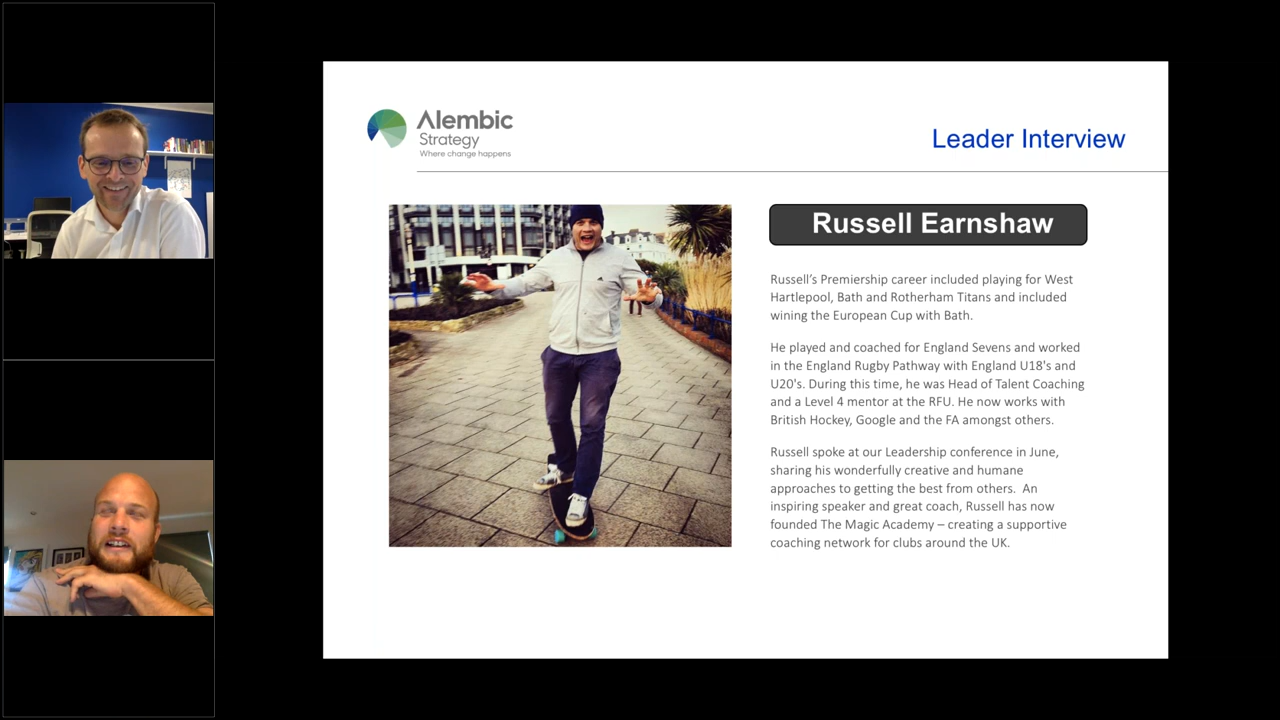 Alembic
Strategy
Where change happens
Leader Interview
Russell Earnshaw
Russell’s Premiership career included playing for West
Hartlepool, Bath and Rotherham Titans and included
wining the European Cup with Bath.
He played and coached for England Sevens and worked
in the England Rugby Pathway with England U18's and
U20's. During this time, he was Head of Talent Coaching
and a Level 4 mentor at the RFU. He now works with
British Hockey, Google and the FA amongst others.
Russell spoke at our Leadership conference in June,
sharing his wonderfully creative and humane
approaches to getting the best from others.  An
inspiring speaker and great coach, Russell has now
founded The Magic Academy – creating a supportive
coaching network for clubs around the UK.